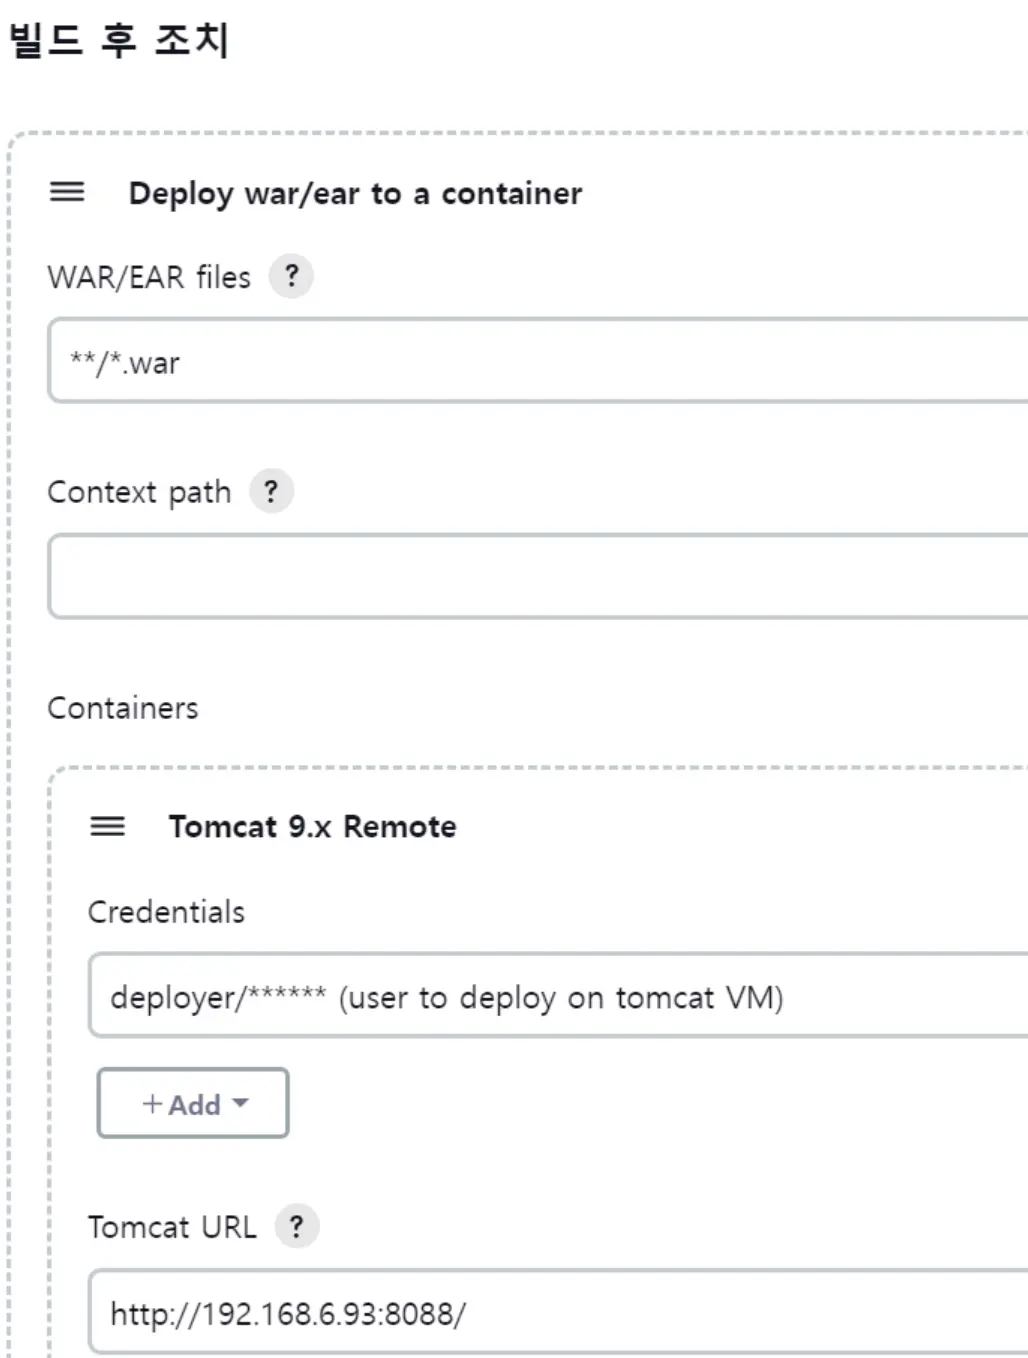 빌드 후 조치
Deploy war/ear to a container
WAR/EAR files ?
**/*.war
Context path ?
Containers
Tomcat 9.x Remote
Credentials
deployer/****** (user to deploy on tomcat VM)
+ Add
Tomcat URL ?
http://192.168.6.93:8088/